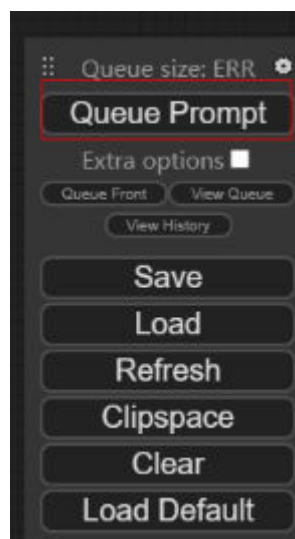 Queue size: ERR
Queue Prompt
Extra options
Queue Front View Queue
View History
Save
Load
Refresh
Clipspace
Clear
Load Default